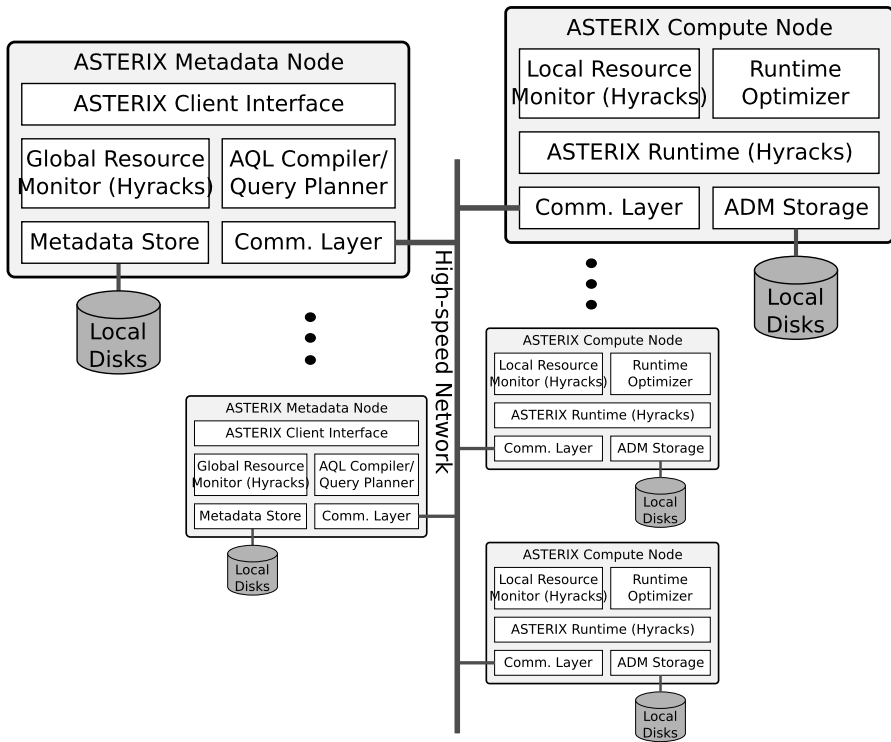 ASTERIX Metadata Node
ASTERIX Client Interface
Global Resource
Monitor (Hyracks)
AQL Compiler/
Query Planner
Metadata Store
Comm. Layer
Local
Disks
ASTERIX Compute Node
Local Resource
Monitor (Hyracks)
Runtime
Optimizer
ASTERIX Runtime (Hyracks)
Comm. Layer
ADM Storage
Local
Disks
High-speed Network
ASTERIX Metadata Node
ASTERIX Client Interface
Global Resource
Monitor (Hyracks)
AQL Compiler/
Query Planner
Metadata Store
Comm. Layer
Local
Disks
ASTERIX Compute Node
Local Resource
Monitor (Hyracks)
Runtime
Optimizer
ASTERIX Runtime (Hyracks)
Comm. Layer
ADM Storage
Local
Disks
ASTERIX Compute Node
Local Resource
Monitor (Hyracks)
Runtime
Optimizer
ASTERIX Runtime (Hyracks)
Comm. Layer
ADM Storage
Local
Disks